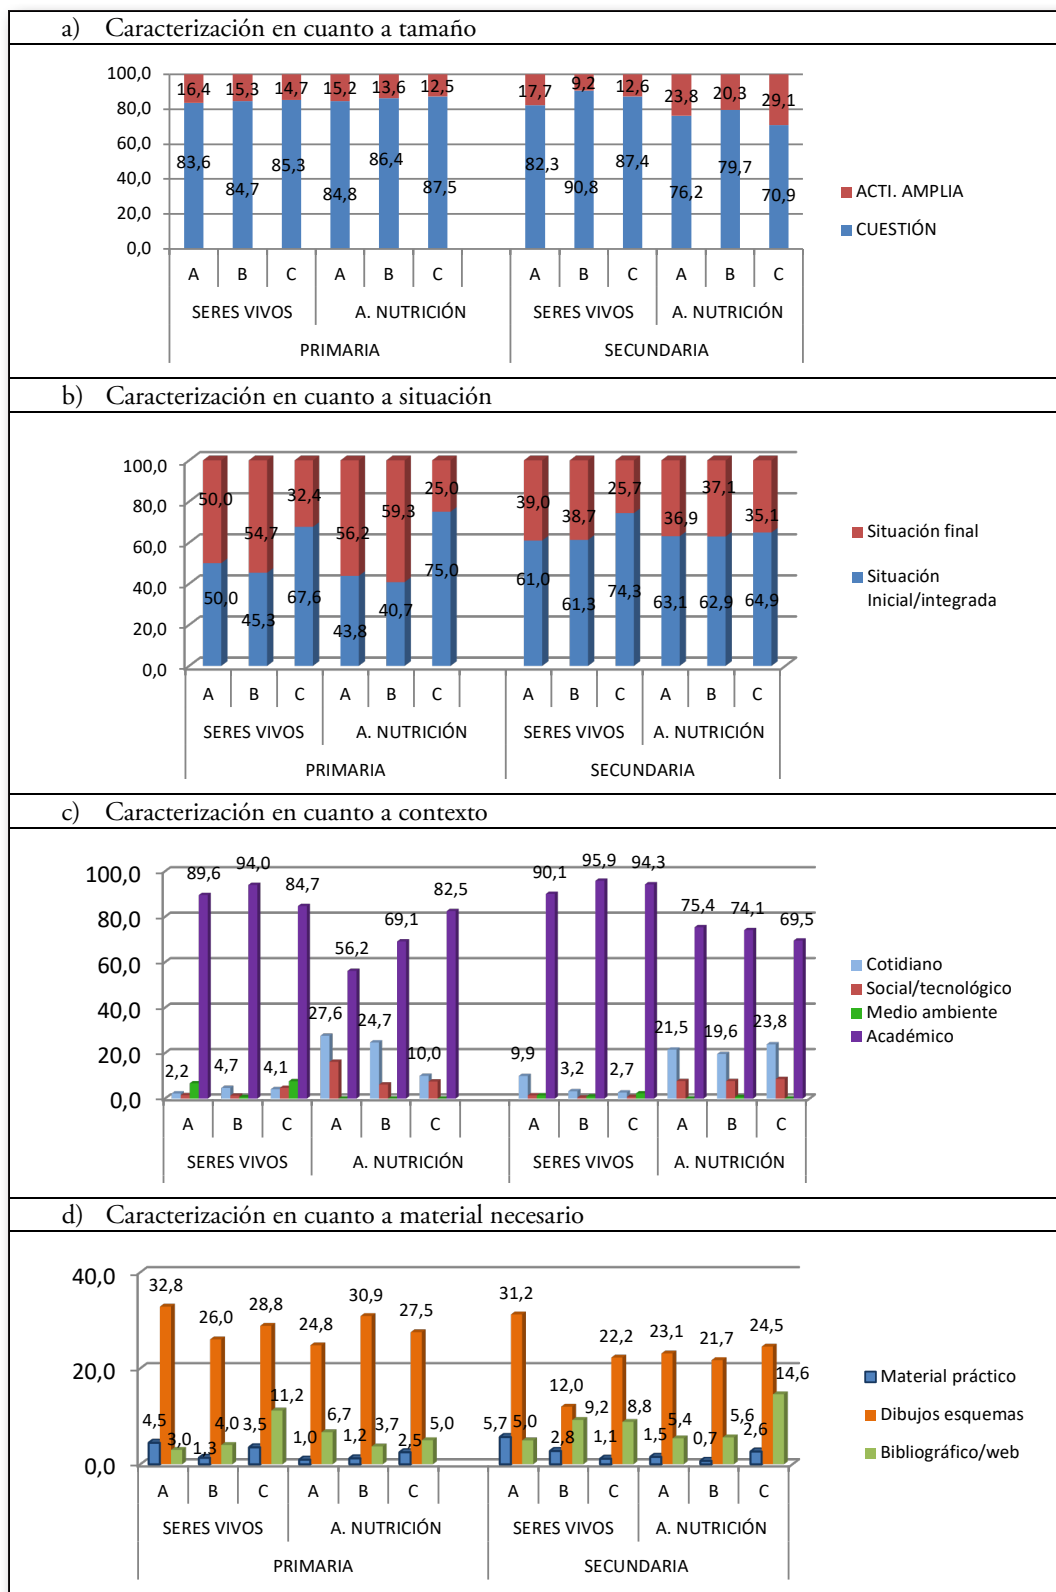 a) Caracterización en cuanto a tamaño
100,0
80,0
60,0
40,0
20,0
0,0
16,4 15,3 14,7 15,2 13,6 12,5 17,7 9,2 12,6 23,8 20,3 29,1
83,6 84,7 85,3 84,8 86,4 87,5 82,3 90,8 87,4 76,2 79,7 70,9
A B C A B C A B C A B C
SERES VIVOS A. NUTRICIÓN SERES VIVOS A. NUTRICIÓN
PRIMARIA SECUNDARIA
ACTI. AMPLIA
CUESTIÓN
b) Caracterización en cuanto a situación
100,0
80,0
60,0
40,0
20,0
0,0
50,0 54,7 32,4 56,2 59,3 25,0 39,0 38,7 25,7 36,9 37,1 35,1
50,0 45,3 67,6 43,8 40,7 75,0 61,0 61,3 74,3 63,1 62,9 64,9
A B C A B C A B C A B C
SERES VIVOS A. NUTRICIÓN SERES VIVOS A. NUTRICIÓN
PRIMARIA SECUNDARIA
Situación final
Situación
Inicial/integrada
c) Caracterización en cuanto a contexto
100,0
80,0
60,0
40,0
20,0
0,0
89,6 94,0 84,7 56,2 69,1 82,5 90,1 95,9 94,3 75,4 74,1 69,5
2,2 4,7 4,1 27,6 24,7 10,0 9,9 3,2 2,7 21,5 19,6 23,8
A B C A B C A B C A B C
SERES VIVOS A. NUTRICIÓN SERES VIVOS A. NUTRICIÓN
PRIMARIA SECUNDARIA
Cotidiano
Social/tecnológico
Medio ambiente
Académico
d) Caracterización en cuanto a material necesario
40,0
20,0
0,0
32,8 26,0 28,8 24,8 30,9 27,5 31,2 12,0 22,2 23,1 21,7 24,5
4,5 3,0 1,3 4,0 3,5 11,2 1,0 6,7 1,2 3,7 2,5 5,0 5,7 5,0 2,8 9,2 1,1 8,8 1,5 5,4 0,7 5,6 2,6 14,6
A B C A B C A B C A B C
SERES VIVOS A. NUTRICIÓN SERES VIVOS A. NUTRICIÓN
PRIMARIA SECUNDARIA
Material práctico
Dibujos esquemas
Bibliográfico/web